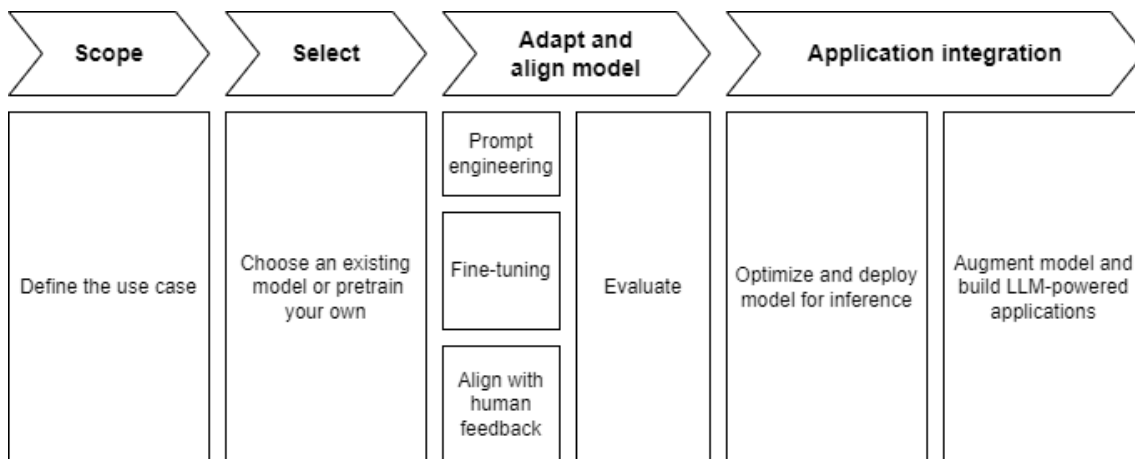 Scope
Select
Adapt and
align model
Application integration
Define the use case
Choose an existing
model or pretrain
your own
Prompt
engineering
Fine-tuning
Align with
human
feedback
Evaluate
Optimize and deploy
model for inference
Augment model and
build LLM-powered
applications